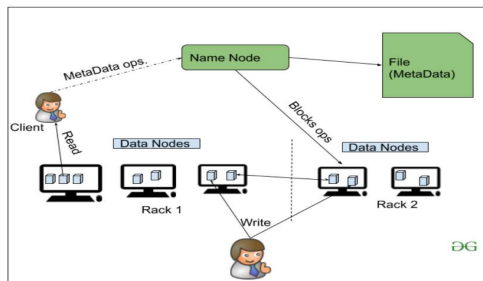 MetaData ops.
Name Node
File
(MetaData)
Client
Read
Blocks ops
Data Nodes
Data Nodes
Rack 1
Rack 2
Write